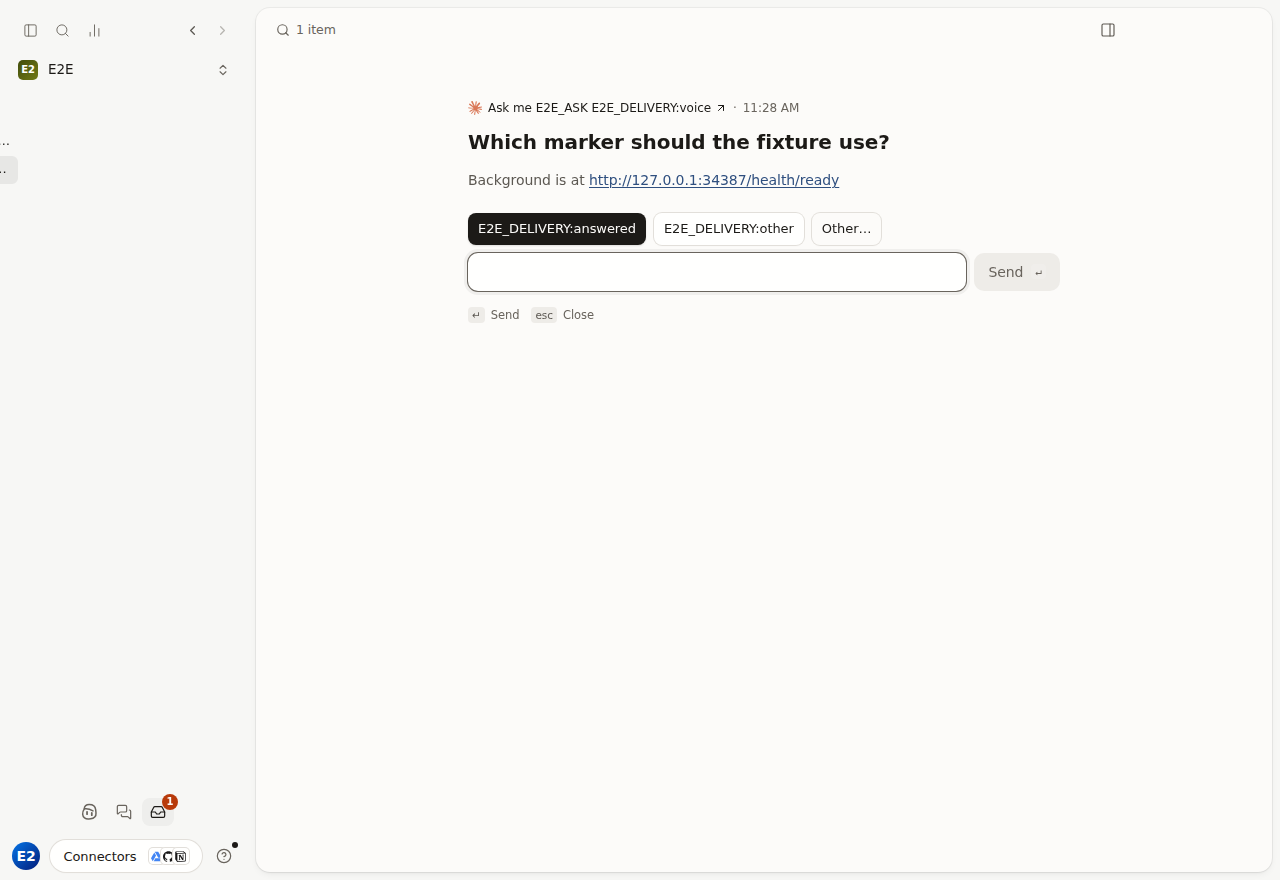 1 item
E2 E2E
Ask me E2E_ASK E2E_DELIVERY:voice · 11:28 AM
Which marker should the fixture use?
...
Background is at http://127.0.0.1:34387/health/ready
E2E_DELIVERY:answered E2E_DELIVERY:other Other…
Send ↵
↵ Send esc Close
1
E2 Connectors